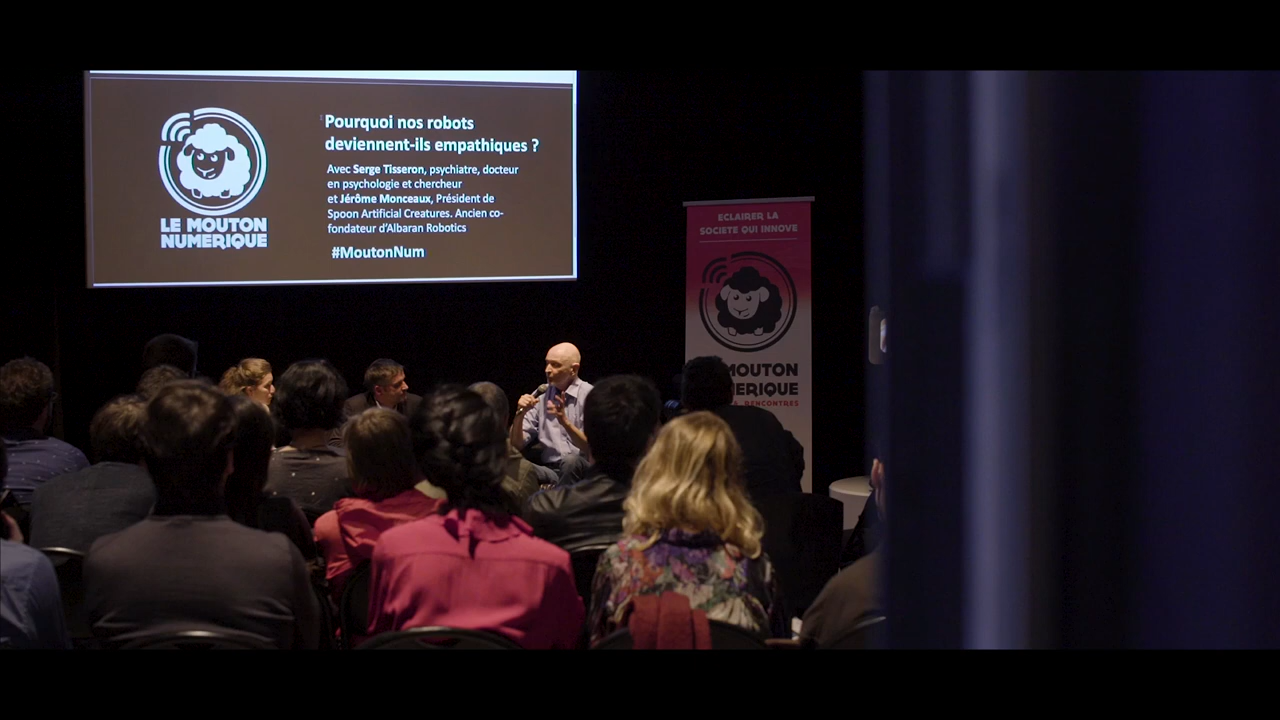 Pourquoi nos robots
deviennent-ils empathiques ?
Avec Serge Tisseron, psychiatre, docteur
en psychologie et chercheur
et Jérôme Monceaux, Président de
Spoon Artificial Creatures. Ancien co-
fondateur d'Albaran Robotics
#MoutonNum
LE MOUTON
NUMERIQUE
ECLAIRER LA
SOCIETE QUI INNOVE
MOUTON
ERIQUE
RENCONTRES